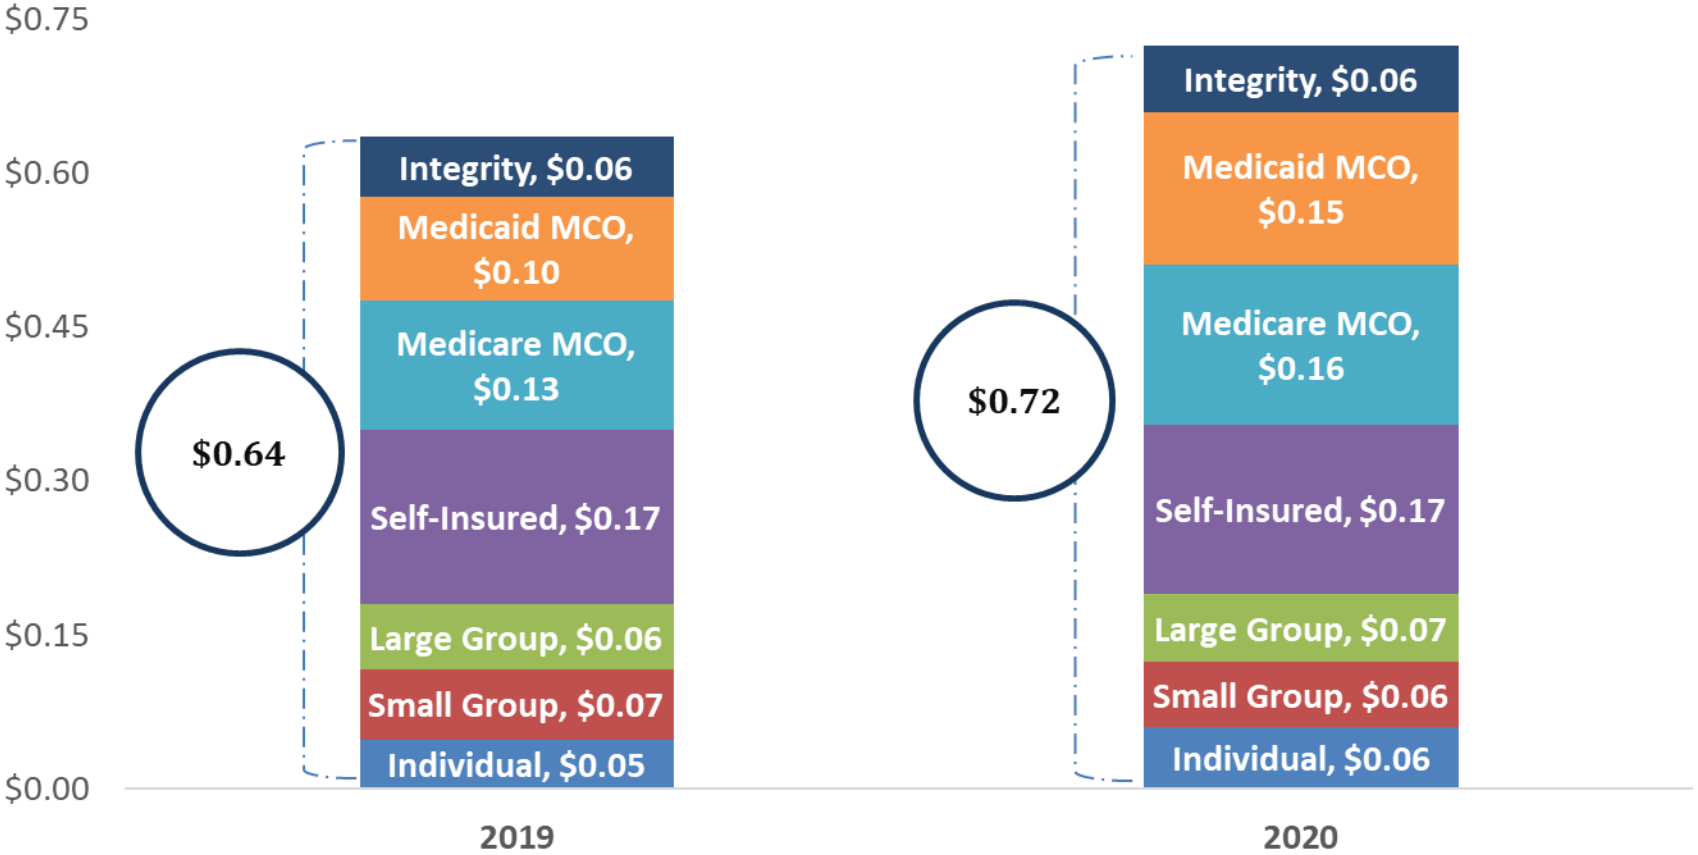 $0.75
$0.60
$0.45
$0.30
$0.15
$0.00
Integrity, $0.06
Medicaid MCO,
$0.10
Medicare MCO,
$0.13
Self-Insured, $0.17
Large Group, $0.06
Small Group, $0.07
Individual, $0.05
$0.64
2019
Integrity, $0.06
Medicaid MCO,
$0.15
Medicare MCO,
$0.16
Self-Insured, $0.17
Large Group, $0.07
Small Group, $0.06
Individual, $0.06
$0.72
2020